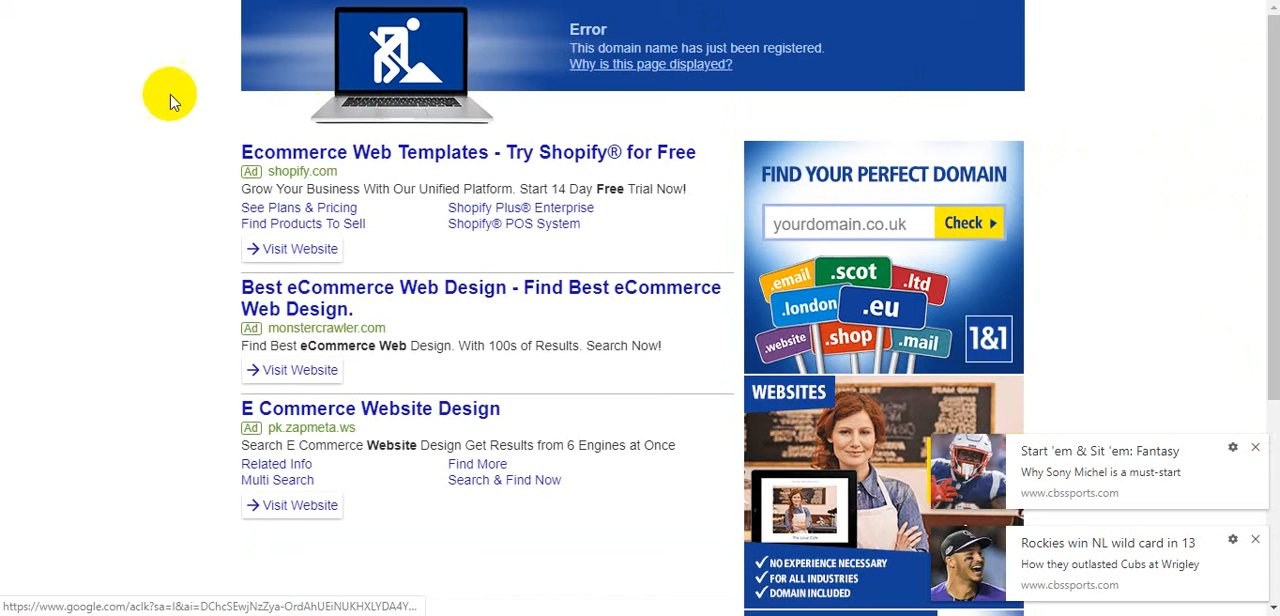 Error
This domain name has just been registered.
Why is this page displayed?
Ecommerce Web Templates - Try Shopify® for Free
Ad shopify.com
Grow Your Business With Our Unified Platform. Start 14 Day Free Trial Now!
See Plans & Pricing
Shopify Plus® Enterprise
Find Products To Sell
Shopify® POS System
Visit Website
Best eCommerce Web Design - Find Best eCommerce
Web Design.
Ad monstercrawler.com
Find Best eCommerce Web Design. With 100s of Results. Search Now!
Visit Website
E Commerce Website Design
Ad pk.zapmeta.ws
Search E Commerce Website Design Get Results from 6 Engines at Once
Related Info
Find More
Multi Search
Search & Find Now
Visit Website
FIND YOUR PERFECT DOMAIN
yourdomain.co.uk
Check
.email
.scot
.ltd
.london
.eu
.website
.shop
.mail
1&1
WEBSITES
NO EXPERIENCE NECESSARY
FOR ALL INDUSTRIES
DOMAIN INCLUDED
Start 'em & Sit 'em: Fantasy
Why Sony Michel is a must-start
www.cbssports.com
Rockies win NL wild card in 13
How they outlasted Cubs at Wrigley
www.cbssports.com
https://www.google.com/aclk?sa=l&ai=DChcSEwjNzZya-OrdAhUEiNUKHXLYDA4Y...